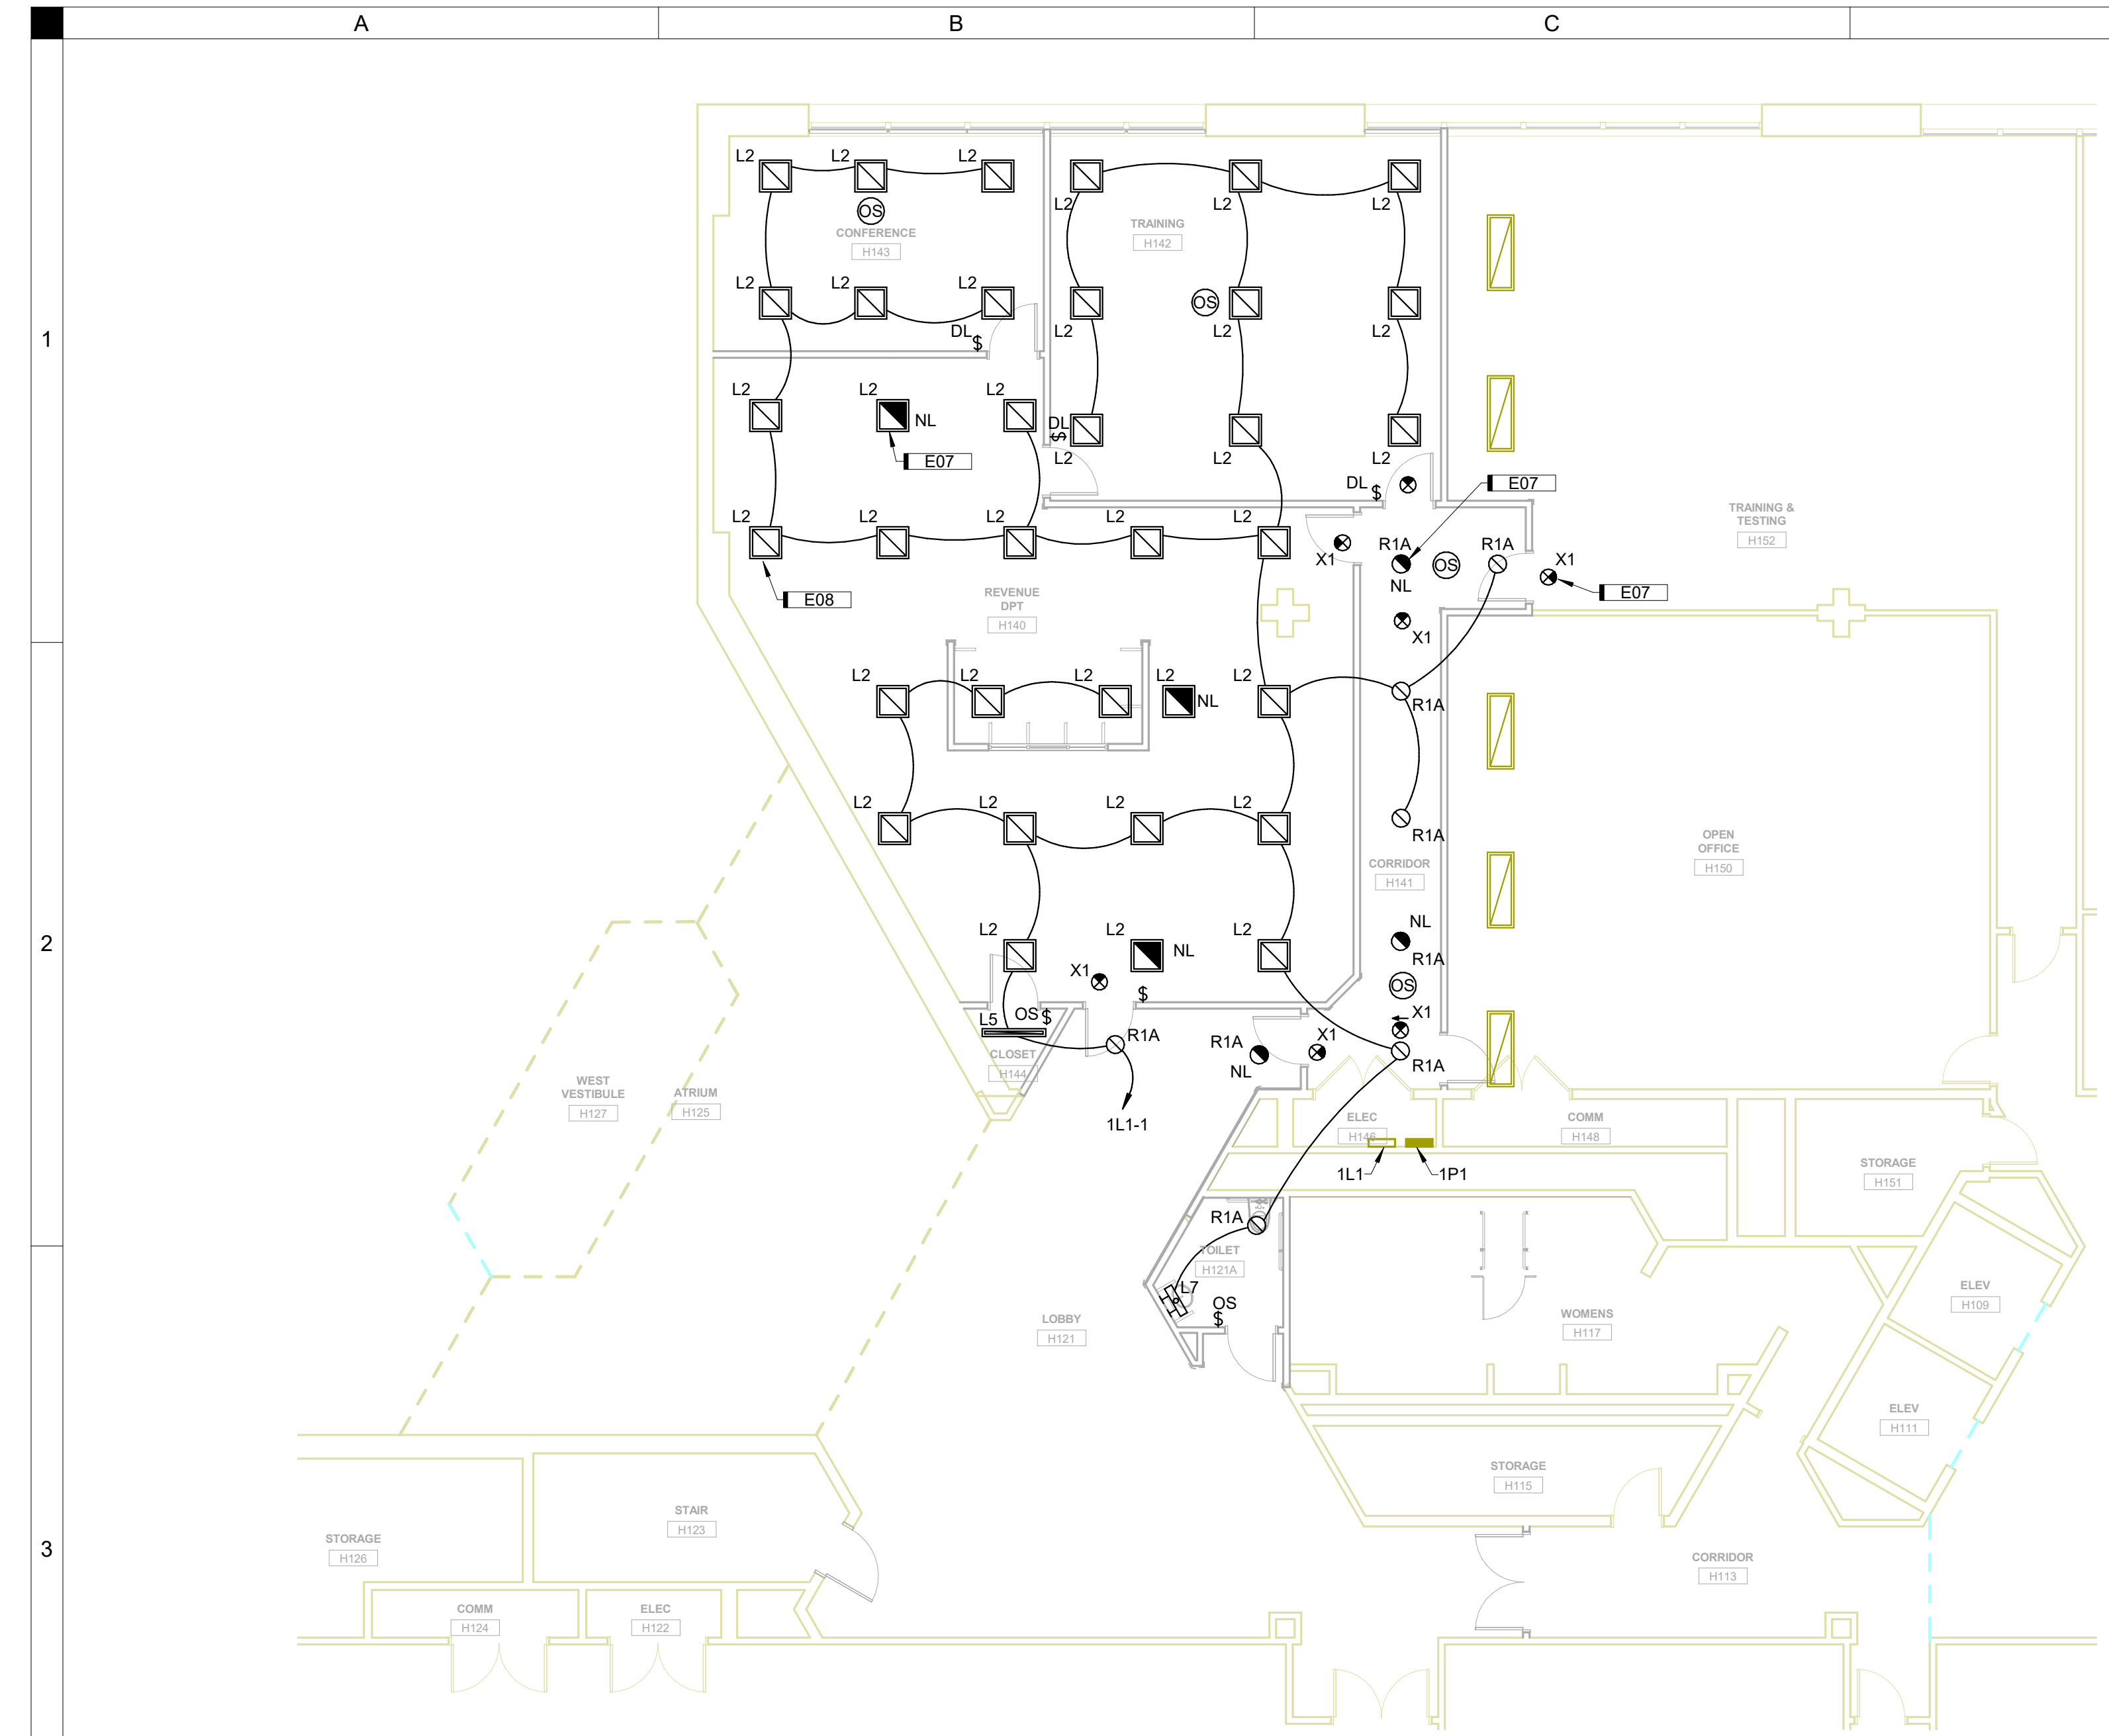 A B C
1
2
3
L2 L2 L2
OS
CONFERENCE
H143
L2 L2 L2
DL
$
L2 L2 L2
TRAINING
H142
OS
L2 L2 L2
DL
$
L2 L2 L2
L2 L2 L2
NL
E07
L2 L2 L2 L2 L2
E08
REVENUE
DPT
H140
DL
$
E07
X1
R1A
NL
OS
R1A
X1
E07
X1
TRAINING &
TESTING
H152
L2 L2 L2 L2 L2
NL
R1A
L2 L2 L2 L2
R1A
CORRIDOR
H141
OPEN
OFFICE
H150
L2 L2 L2
NL
X1
$
NL
R1A
OS
X1
L5
OS $
R1A
CLOSET
H144
R1A
NL
X1
R1A
1L1-1
WEST
VESTIBULE
H127
ATRIUM
H125
ELEC
H146
COMM
H148
1L1
1P1
STORAGE
H151
R1A
TOILET
H121A
L7
OS
$
LOBBY
H121
WOMENS
H117
ELEV
H109
ELEV
H111
STORAGE
H115
STAIR
H123
STORAGE
H126
CORRIDOR
H113
COMM
H124
ELEC
H122